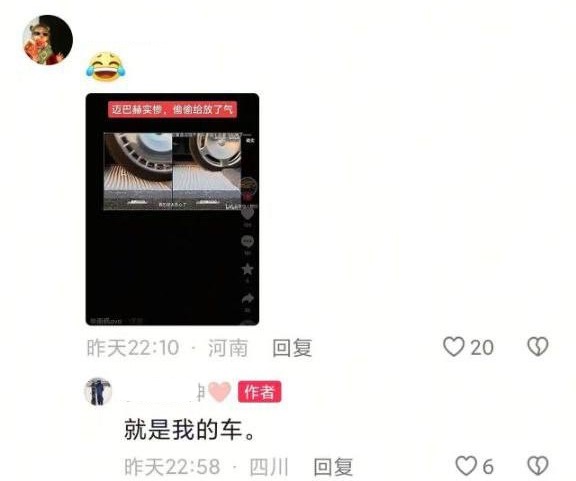 😂
迈巴赫实惨，偷偷给放了气
昨天22:10 · 河南 回复 20
作者
就是我的车。
昨天22:58 · 四川 回复 6